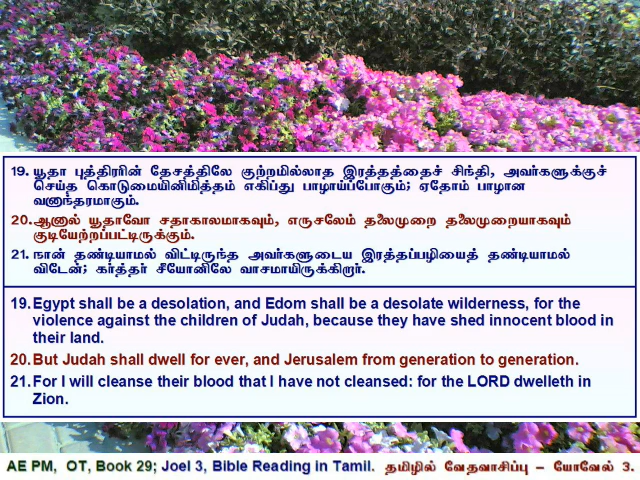 19. யூதா புத்திரரின் தேசத்திலே குற்றமில்லாத இரத்தத்தைச் சிந்தி, அவர்களுக்குச்
செய்த கொடுமையினிமித்தம் எகிப்து பாழாய்ப்போகும்; ஏதோம் பாழான
வனாந்தரமாகும்.
20. ஆனால் யூதாவோ சதாகாலமாகவும், எருசலேம் தலைமுறை தலைமுறையாகவும்
குடியேற்றப்பட்டிருக்கும்.
21. நான் தண்டியாமல் விட்டிருந்த அவர்களுடைய இரத்தப்பழியைத் தண்டியாமல்
விடேன்; கர்த்தர் சீயோனிலே வாசமாயிருக்கிறார்.
19. Egypt shall be a desolation, and Edom shall be a desolate wilderness, for the
violence against the children of Judah, because they have shed innocent blood in
their land.
20. But Judah shall dwell for ever, and Jerusalem from generation to generation.
21. For I will cleanse their blood that I have not cleansed: for the LORD dwelleth in
Zion.
AE PM, OT, Book 29; Joel 3, Bible Reading in Tamil. தமிழில் வேதவாசிப்பு – யோவேல் 3.